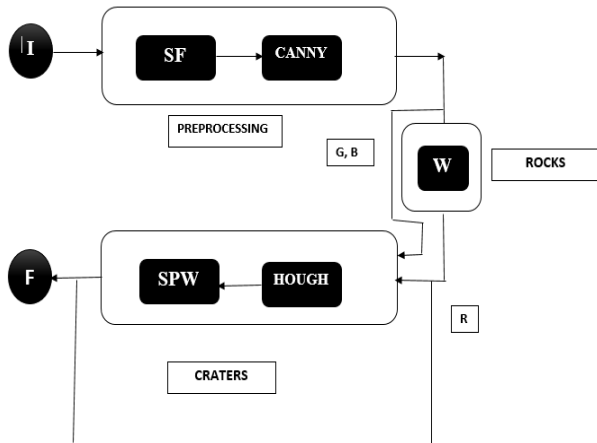 I
SF
CANNY
PREPROCESSING
G, B
W
ROCKS
F
SPW
HOUGH
R
CRATERS